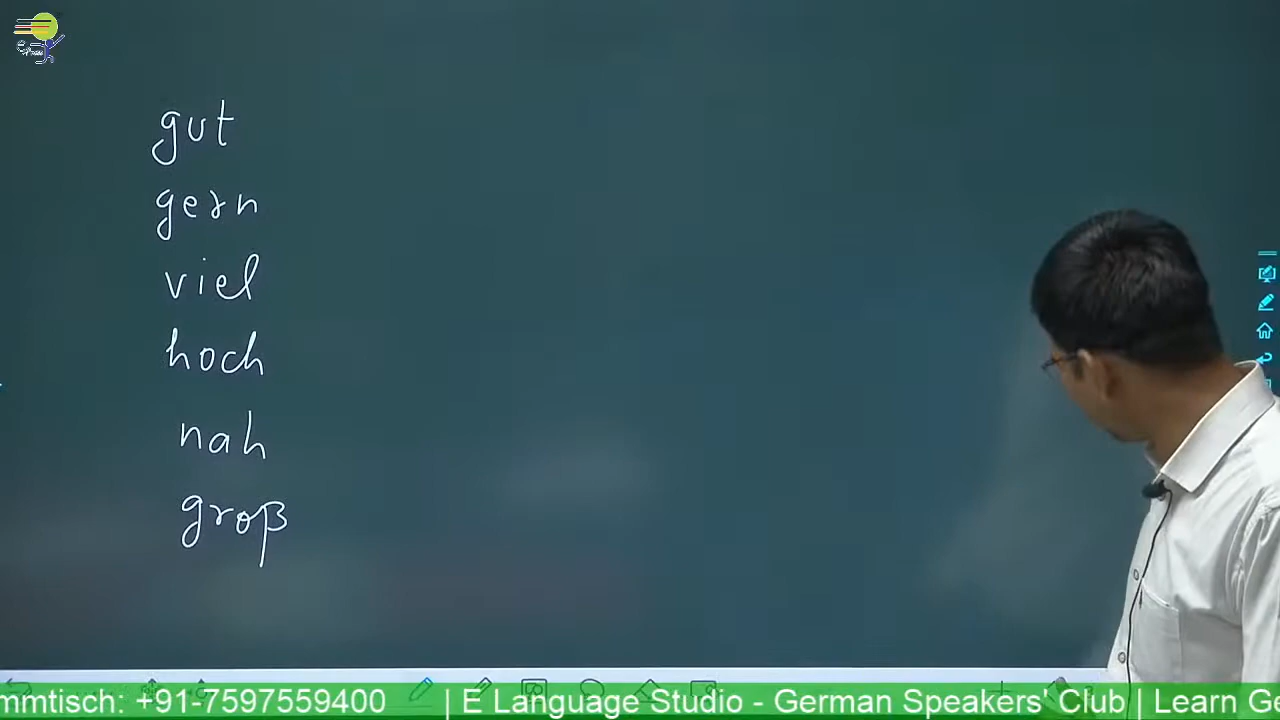 gut
gern
viel
hoch
nah
groß
mmtisch: +91-7597559400 | E Language Studio - German Speakers' Club | Learn Ge